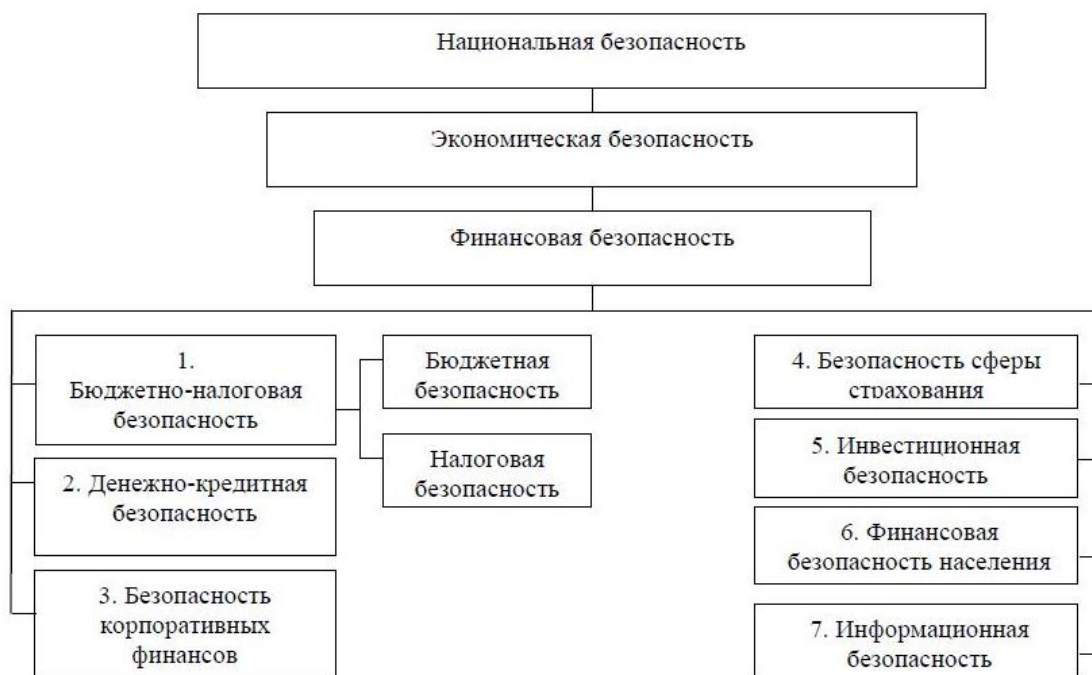 Национальная безопасность
Экономическая безопасность
Финансовая безопасность
1.
Бюджетно-налоговая
безопасность
Бюджетная
безопасность
Налоговая
безопасность
2. Денежно-кредитная
безопасность
3. Безопасность
корпоративных
финансов
4. Безопасность сферы
страхования
5. Инвестиционная
безопасность
6. Финансовая
безопасность населения
7. Информационная
безопасность